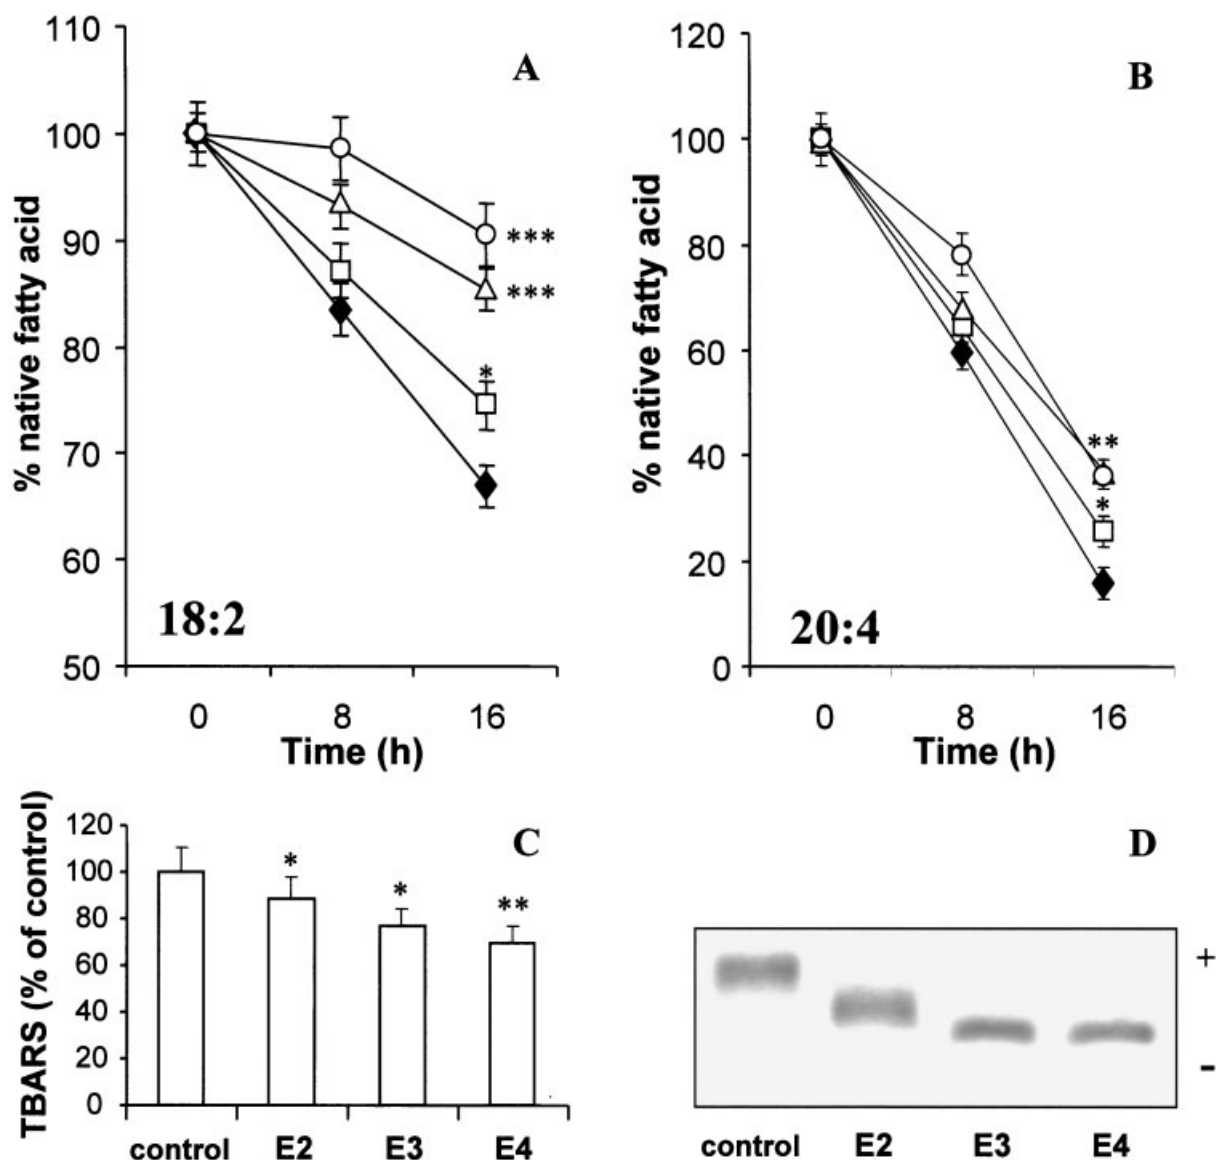 A
110
100
90
80
70
60
50
% native fatty acid
***
***
*
18:2
0 8 16
Time (h)
B
120
100
80
60
40
20
0
% native fatty acid
**
*
20:4
0 8 16
Time (h)
C
120
100
80
60
40
20
0
TBARS (% of control)
*
*
**
control E2 E3 E4
D
+
-
control E2 E3 E4